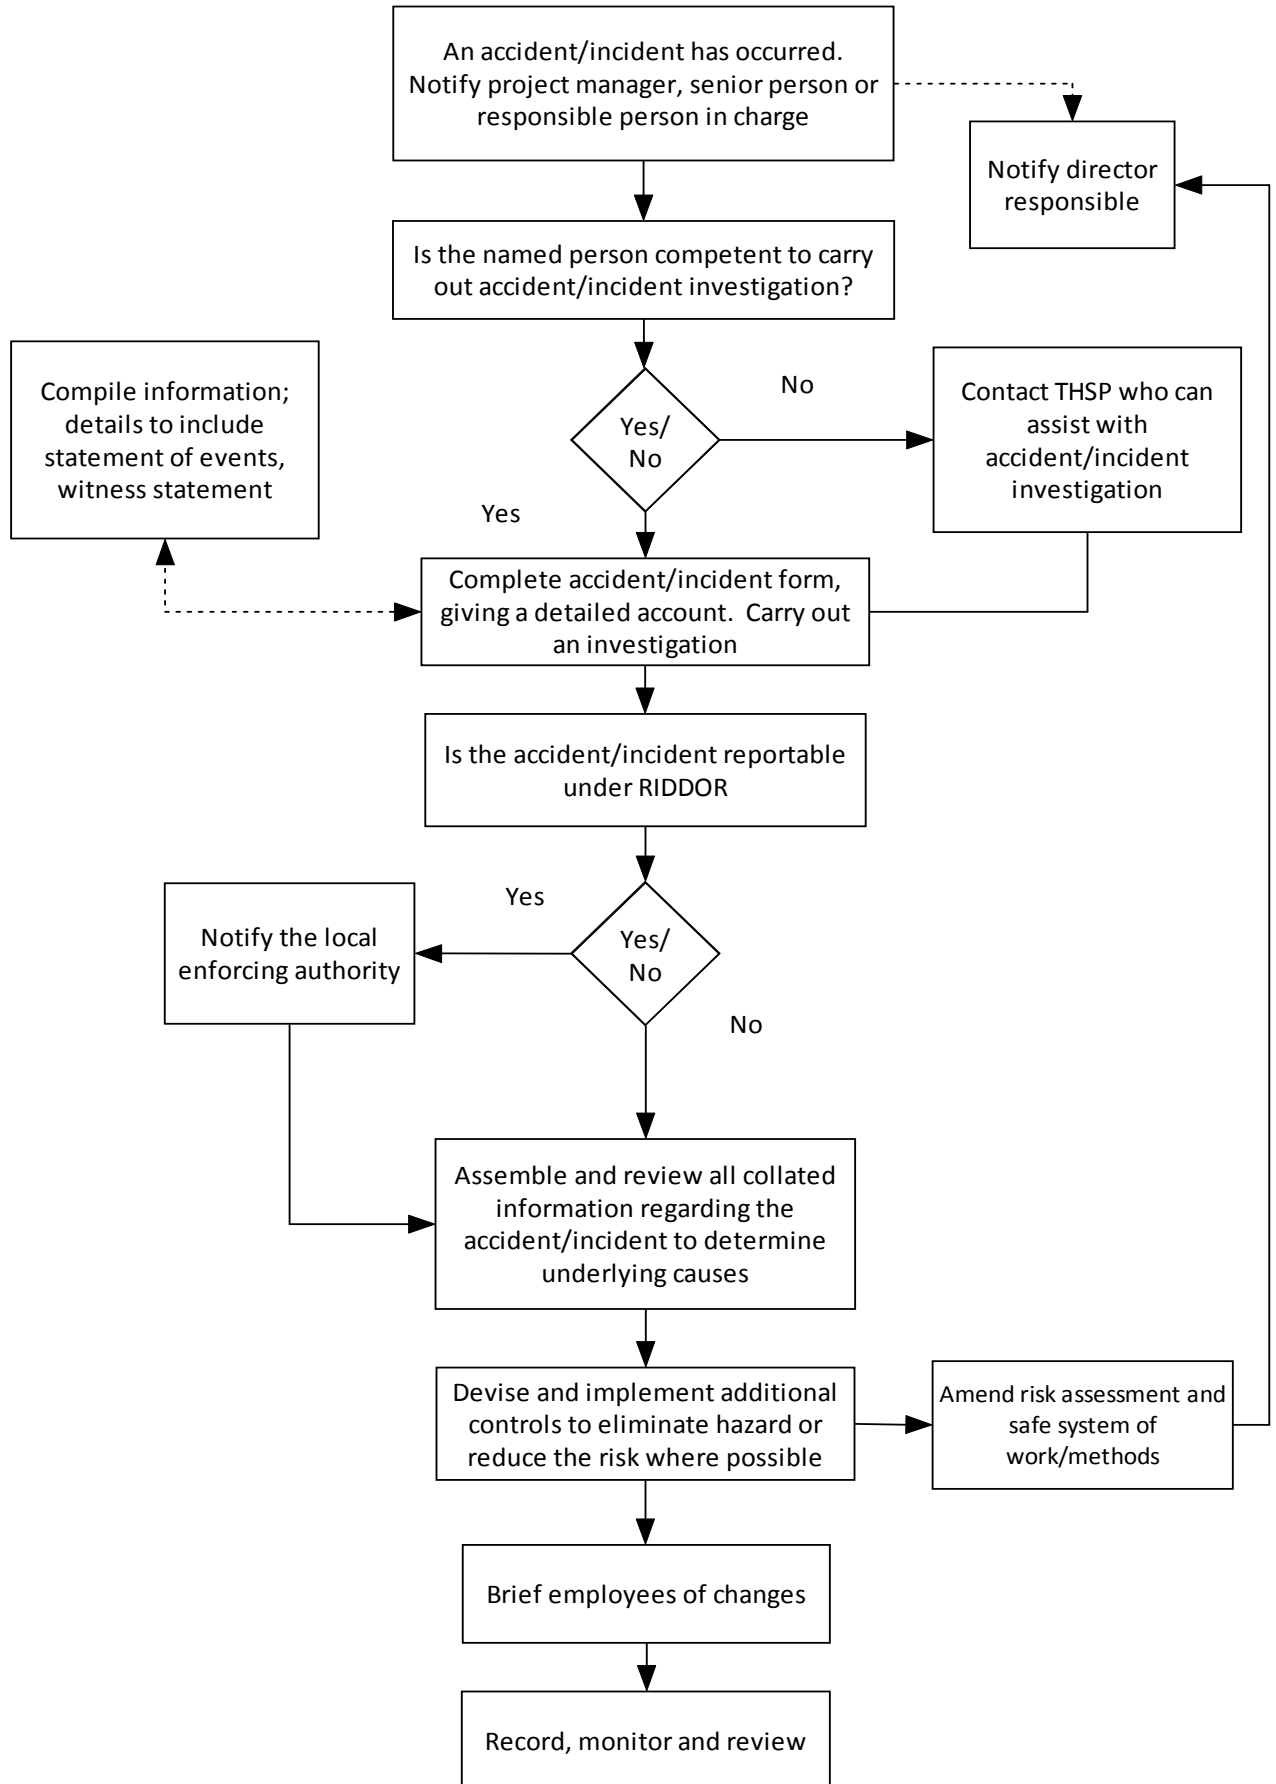 An accident/incident has occurred.
Notify project manager, senior person or
responsible person in charge
Notify director
responsible
Is the named person competent to carry
out accident/incident investigation?
Compile information;
details to include
statement of events,
witness statement
No
Yes/
No
Contact THSP who can
assist with
accident/incident
investigation
Yes
Complete accident/incident form,
giving a detailed account.  Carry out
an investigation
Is the accident/incident reportable
under RIDDOR
Yes
Notify the local
enforcing authority
Yes/
No
No
Assemble and review all collated
information regarding the
accident/incident to determine
underlying causes
Devise and implement additional
controls to eliminate hazard or
reduce the risk where possible
Amend risk assessment and
safe system of
work/methods
Brief employees of changes
Record, monitor and review